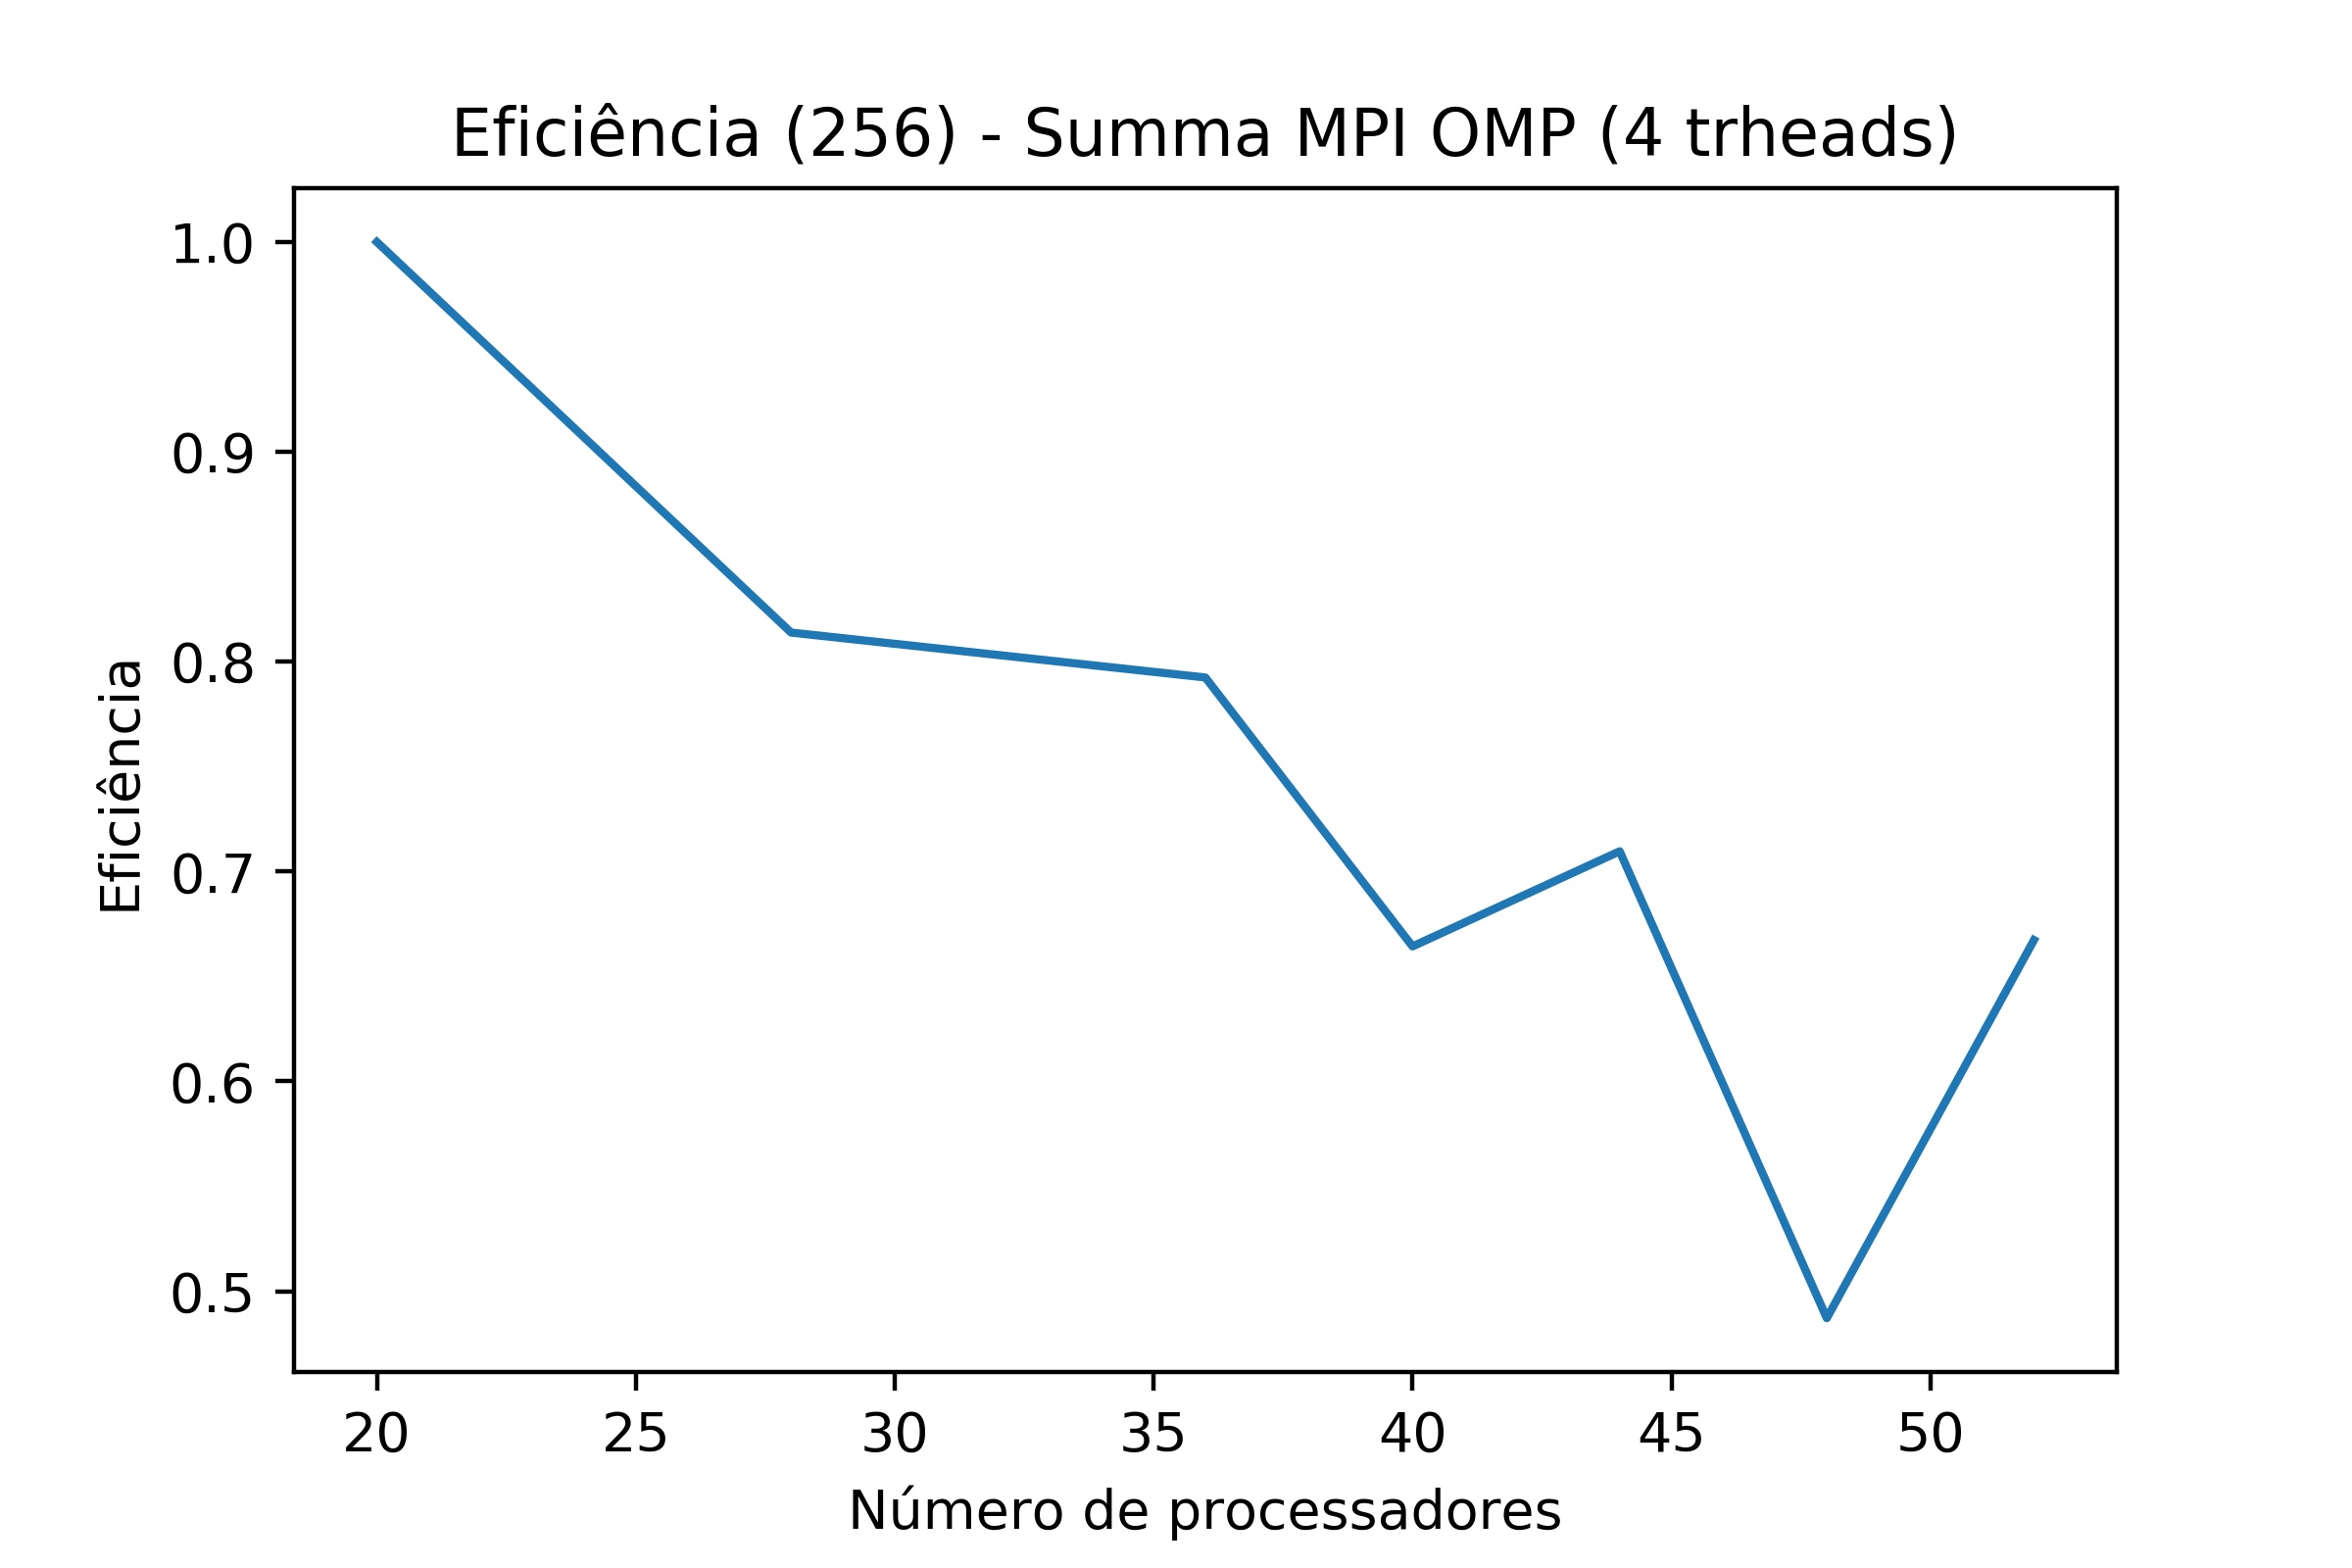 Eficiência (256) - Summa MPI OMP (4 trheads)
1.0
0.9
0.8
0.7
0.6
0.5
Eficiência
20 25 30 35 40 45 50
Número de processadores